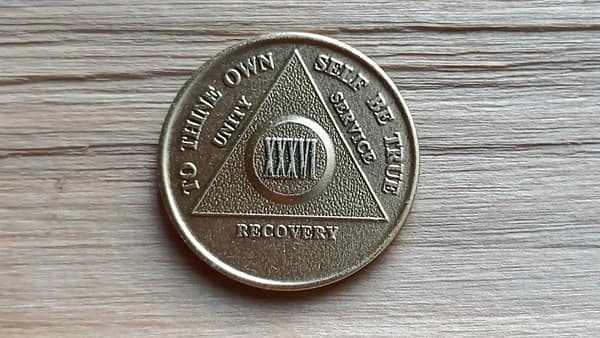 TO THINE OWN SELF BE TRUE
UNITY
SERVICE
XXXVI
RECOVERY